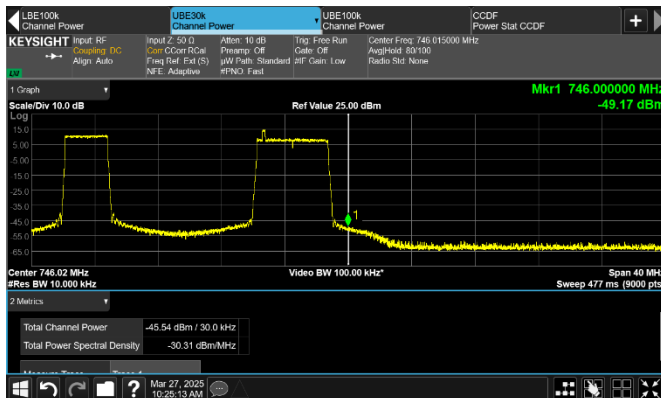 LBE100k
Channel Power
UBE30k
Channel Power
UBE100k
Channel Power
CCDF
Power Stat CCDF
KEYSIGHT
Input: RF
Coupling: DC
Align: Auto
Input Z: 50 Ω
Corr CCorr RCal
Freq Ref: Ext (S)
NFE: Adaptive
Atten: 10 dB
Preamp: Off
µW Path: Standard
#PNO: Fast
Trig: Free Run
Gate: Off
#IF Gain: Low
Center Freq: 746.015000 MHz
Avg|Hold: 80/100
Radio Std: None
1 Graph
Mkr1 746.000000 MHz
Scale/Div 10.0 dB
Ref Value 25.00 dBm
-49.17 dBm
Log
15.0
5.00
-5.00
-15.0
-25.0
-35.0
-45.0
-55.0
-65.0
1
Center 746.02 MHz
Video BW 100.00 kHz*
Span 40 MHz
#Res BW 10.000 kHz
Sweep 477 ms (9000 pts)
2 Metrics
Total Channel Power
-45.54 dBm / 30.0 kHz
Total Power Spectral Density
-30.31 dBm/MHz
Measure Trace
Trace 1
?
Mar 27, 2025
10:25:13 AM